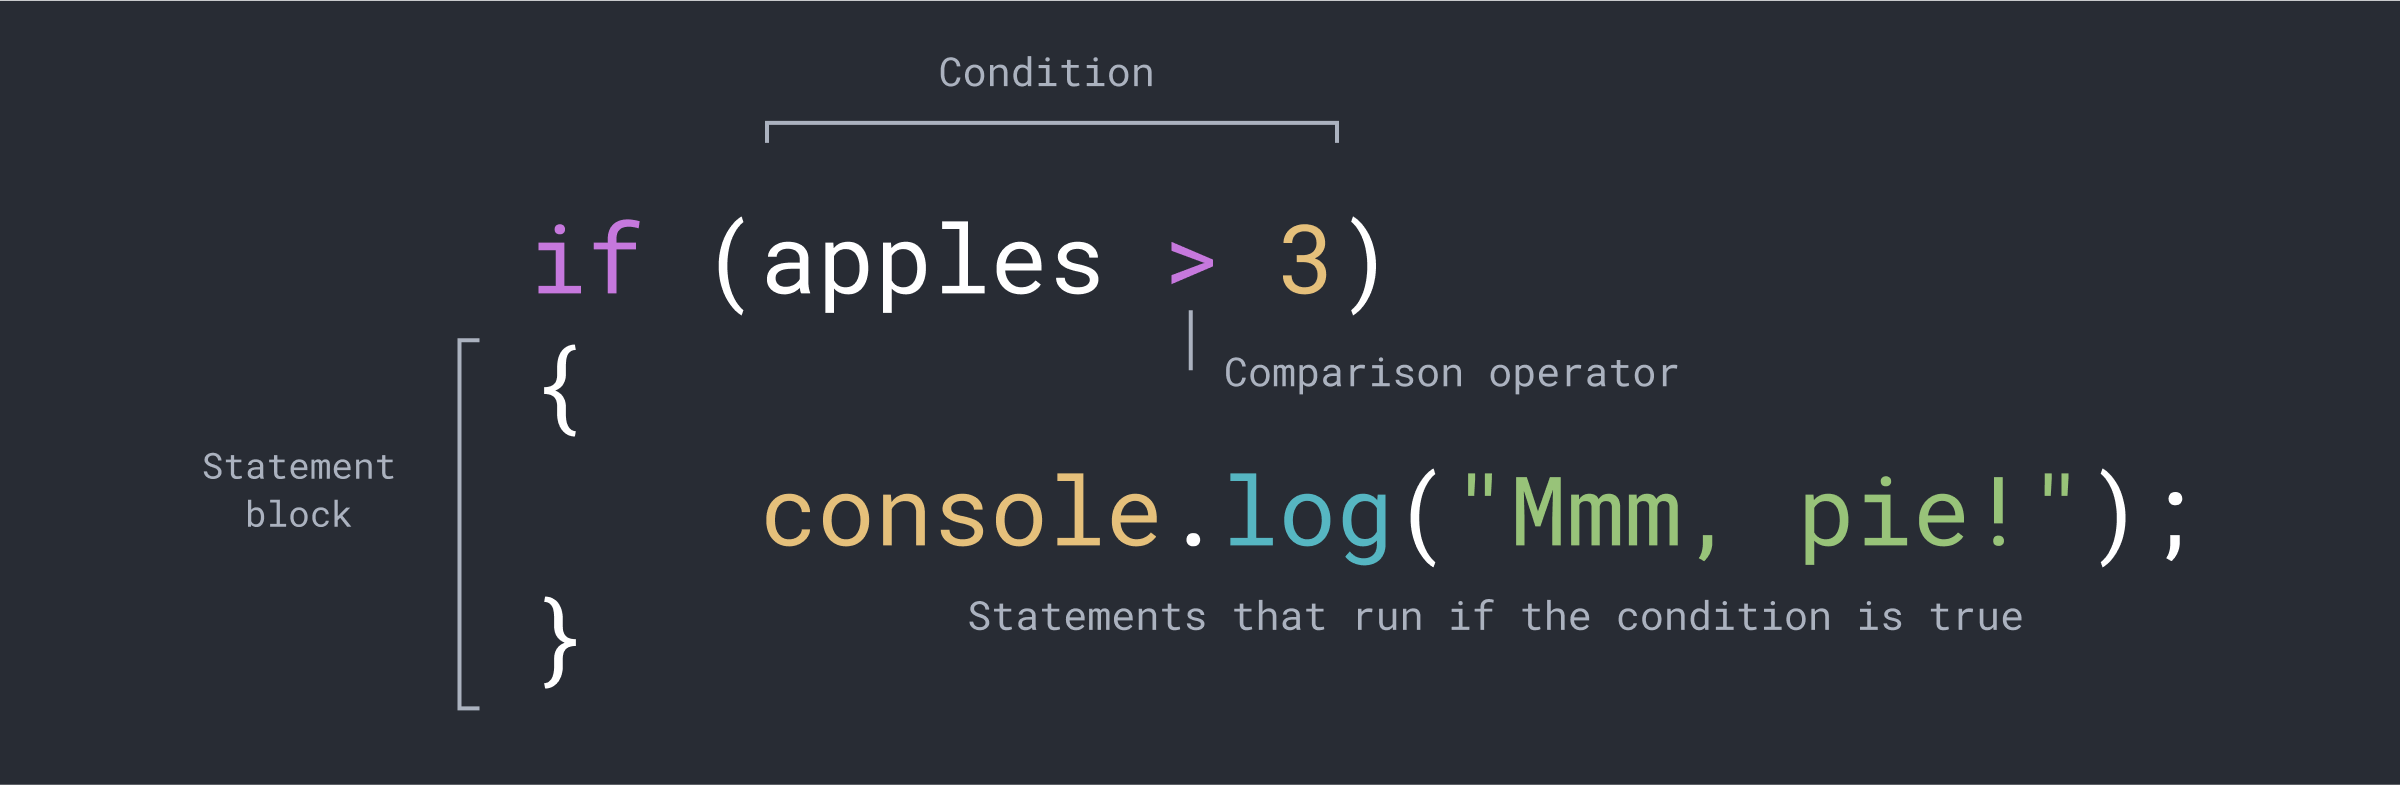 Condition
if (apples > 3)
{
Comparison operator
Statement
block
console.log("Mmm, pie!");
Statements that run if the condition is true
}